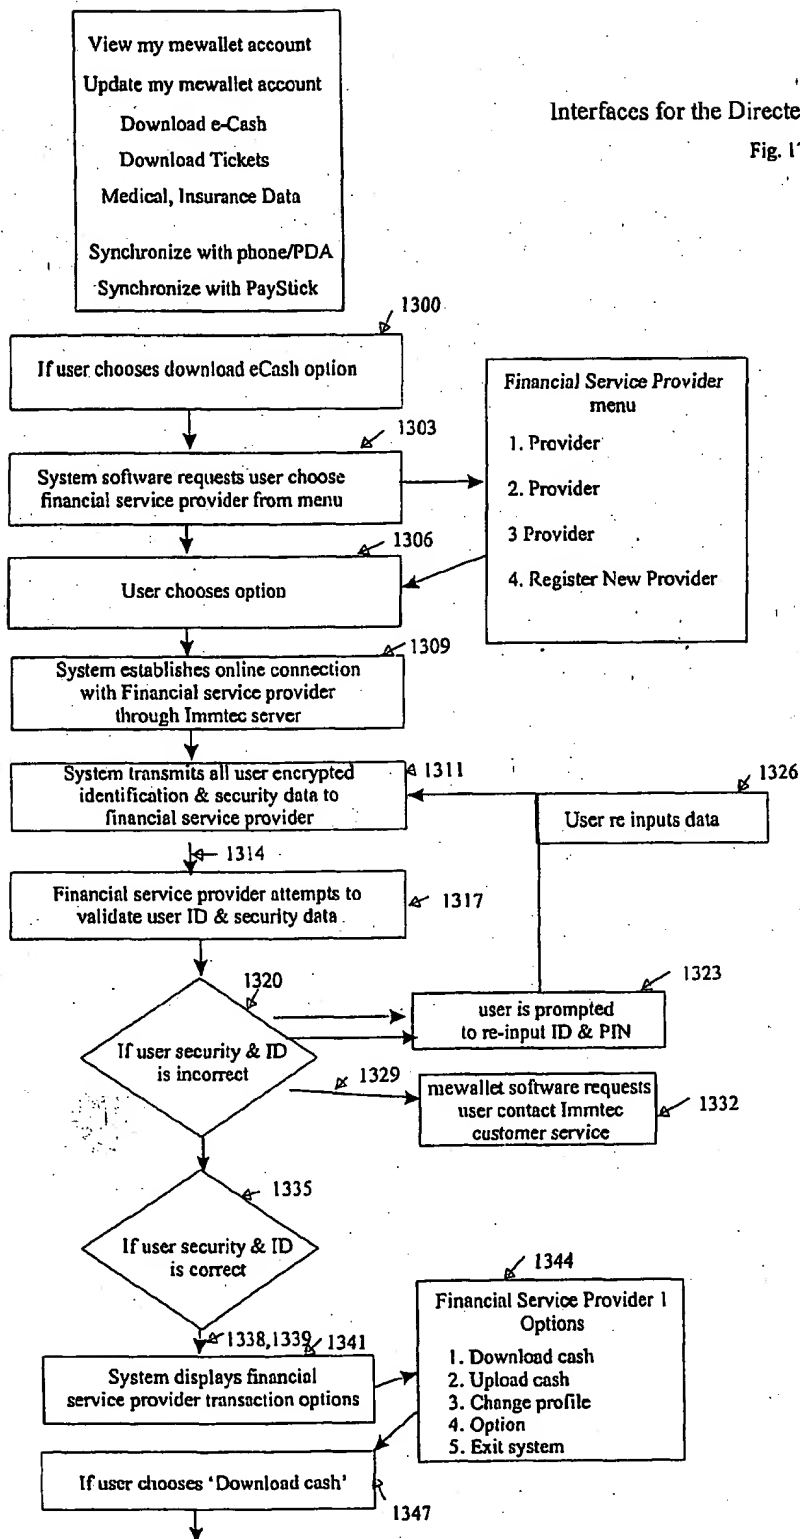 View my mewallet account
Update my mewallet account
Download e-Cash
Download Tickets
Medical, Insurance Data
Synchronize with phone/PDA
Synchronize with PayStick
Interfaces for the Directe
Fig. 1
1300
If user chooses download eCash option
1303
System software requests user choose
financial service provider from menu
Financial Service Provider
menu
1. Provider
2. Provider
3 Provider
4. Register New Provider
1306
User chooses option
1309
System establishes online connection
with Financial service provider
through Immtec server
1311
System transmits all user encrypted
identification & security data to
financial service provider
1326
User re inputs data
1314
Financial service provider attempts to
validate user ID & security data
1317
1320
If user security & ID
is incorrect
1323
user is prompted
to re-input ID & PIN
1329
mewallet software requests
user contact Immtec
customer service
1332
1335
If user security & ID
is correct
1338,1339
1341
System displays financial
service provider transaction options
1344
Financial Service Provider 1
Options
1. Download cash
2. Upload cash
3. Change profile
4. Option
5. Exit system
If user chooses 'Download cash'
1347